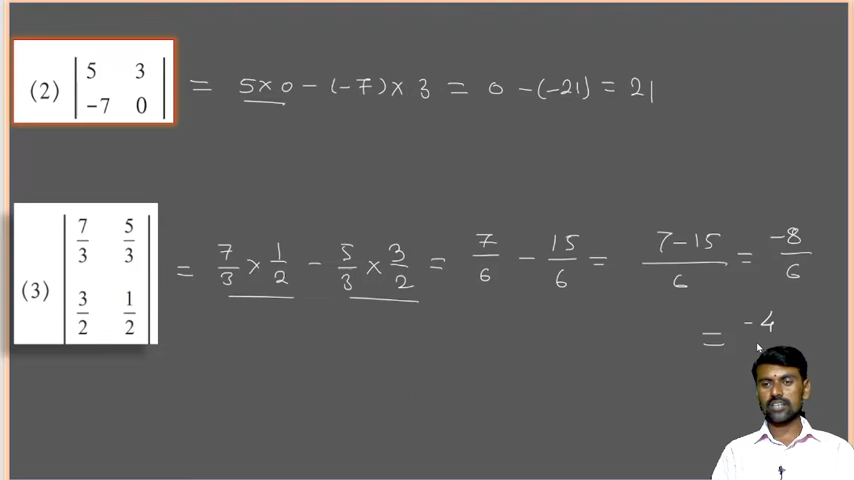 (2) | 5 3 | = 5×0 − (−7)×3 = 0 − (−21) = 21
| −7 0 |
(3) | 7/3 5/3 | = 7/3 × 1/2 − 5/3 × 3/2 = 7/6 − 15/6 = 7−15/6 = −8/6
| 3/2 1/2 |
= −4